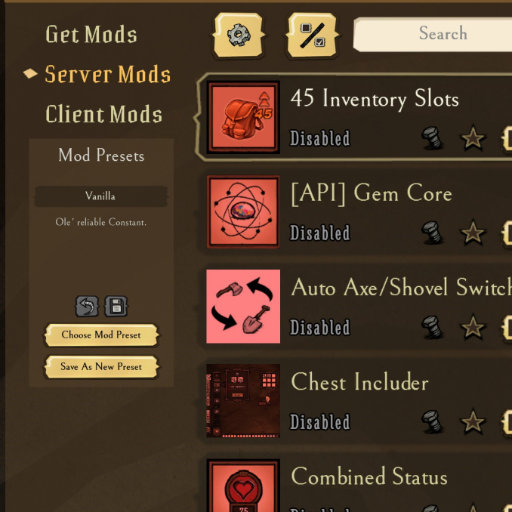 Get Mods
Server Mods
Client Mods
Mod Presets
Vanilla
Ole' reliable Constant.
Choose Mod Preset
Save As New Preset
Search
45 Inventory Slots
45
Disabled
[API] Gem Core
Disabled
Auto Axe/Shovel Switch
Disabled
Chest Includer
Disabled
Combined Status
75